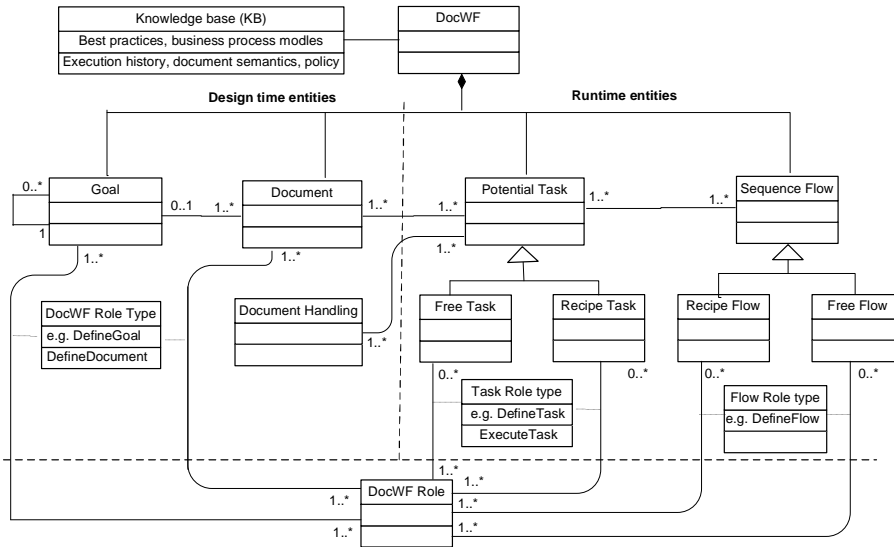 Knowledge base (KB)
Best practices, business process modles
Execution history, document semantics, policy
DocWF
Design time entities
Runtime entities
0..*
1
Goal
0..1
1..*
Document
1..*
1..*
Potential Task
1..*
1..*
Sequence Flow
1..*
1..*
1..*
DocWF Role Type
e.g. DefineGoal
DefineDocument
Document Handling
1..*
Free Task
Recipe Task
Recipe Flow
Free Flow
0..*
0..*
0..*
0..*
Task Role type
e.g. DefineTask
ExecuteTask
Flow Role type
e.g. DefineFlow
1..*
DocWF Role
1..*
1..*
1..*
1..*
1..*